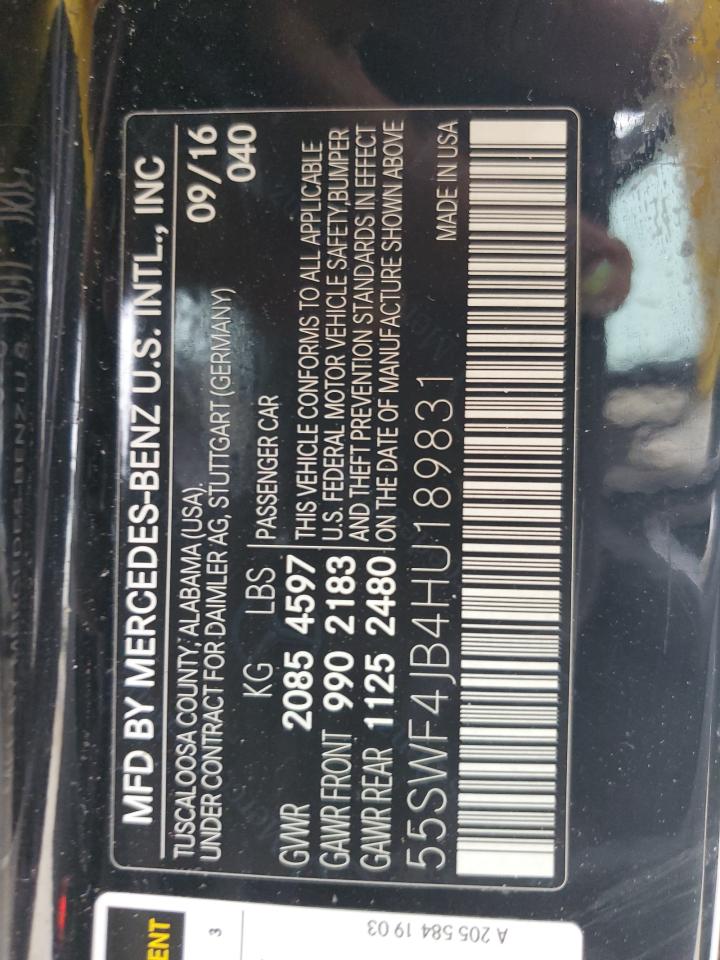 MFD BY MERCEDES-BENZ U.S. INTL., INC
TUSCALOOSA COUNTY, ALABAMA (USA).
09/16
UNDER CONTRACT FOR DAIMLER AG, STUTTGART (GERMANY)
040
KG LBS PASSENGER CAR
GVWR 2085 4597 THIS VEHICLE CONFORMS TO ALL APPLICABLE
GAWR FRONT 990 2183 U.S. FEDERAL MOTOR VEHICLE SAFETY,BUMPER
GAWR REAR 1125 2480 AND THEFT PREVENTION STANDARDS IN EFFECT
ON THE DATE OF MANUFACTURE SHOWN ABOVE
55SWF4JB4HU189831
MADE IN USA
ENT
3
A 205 584 19 03